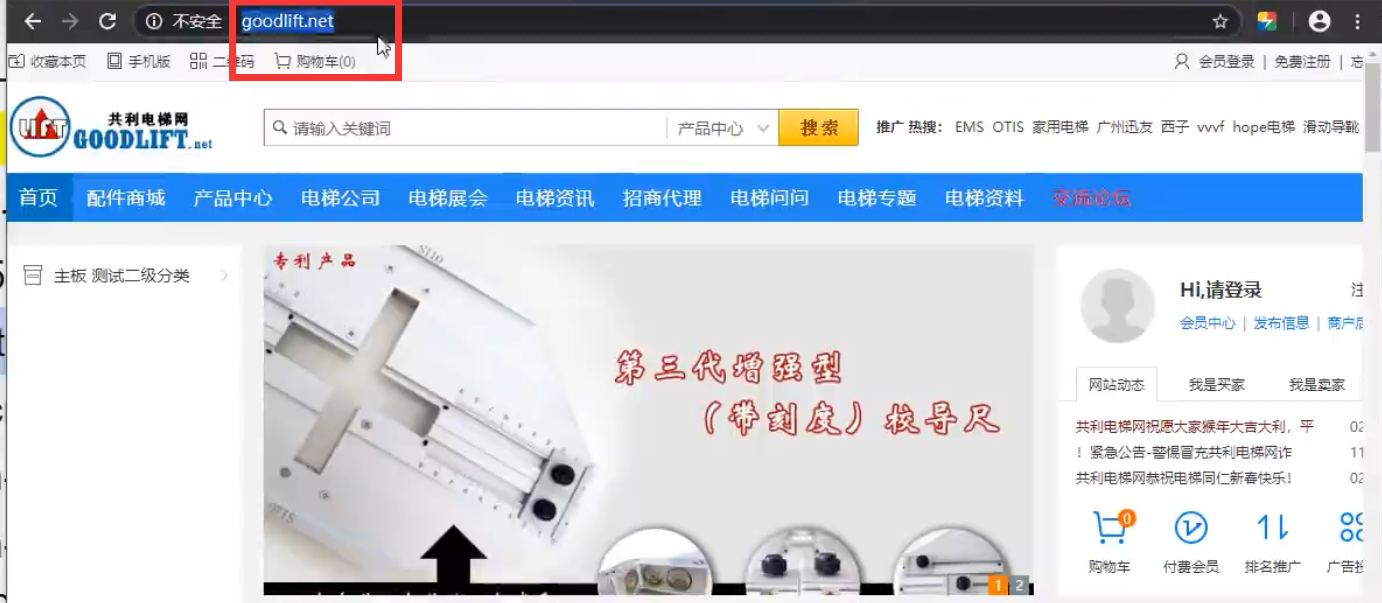 不安全 goodlift.net
收藏本页 手机版 二维码 购物车(0) 会员登录 | 免费注册 | 忘
LIFT 共利电梯网
GOODLIFT.net
请输入关键词 产品中心 搜索 推广 热搜： EMS OTIS 家用电梯 广州迅友 西子 vvvf hope电梯 滑动导靴
首页 配件商城 产品中心 电梯公司 电梯展会 电梯资讯 招商代理 电梯问问 电梯专题 电梯资料 交流论坛
主板 测试二级分类
专利产品
第三代增强型
（带刻度）校导尺
OTIS
1 2
Hi,请登录 注
会员中心 | 发布信息 | 商户后
网站动态 我是买家 我是卖家
共利电梯网祝愿大家猴年大吉大利，平 02
！紧急公告-警惕冒充共利电梯网诈 11
共利电梯网恭祝电梯同仁新春快乐！ 02
0
购物车 付费会员 排名推广 广告投